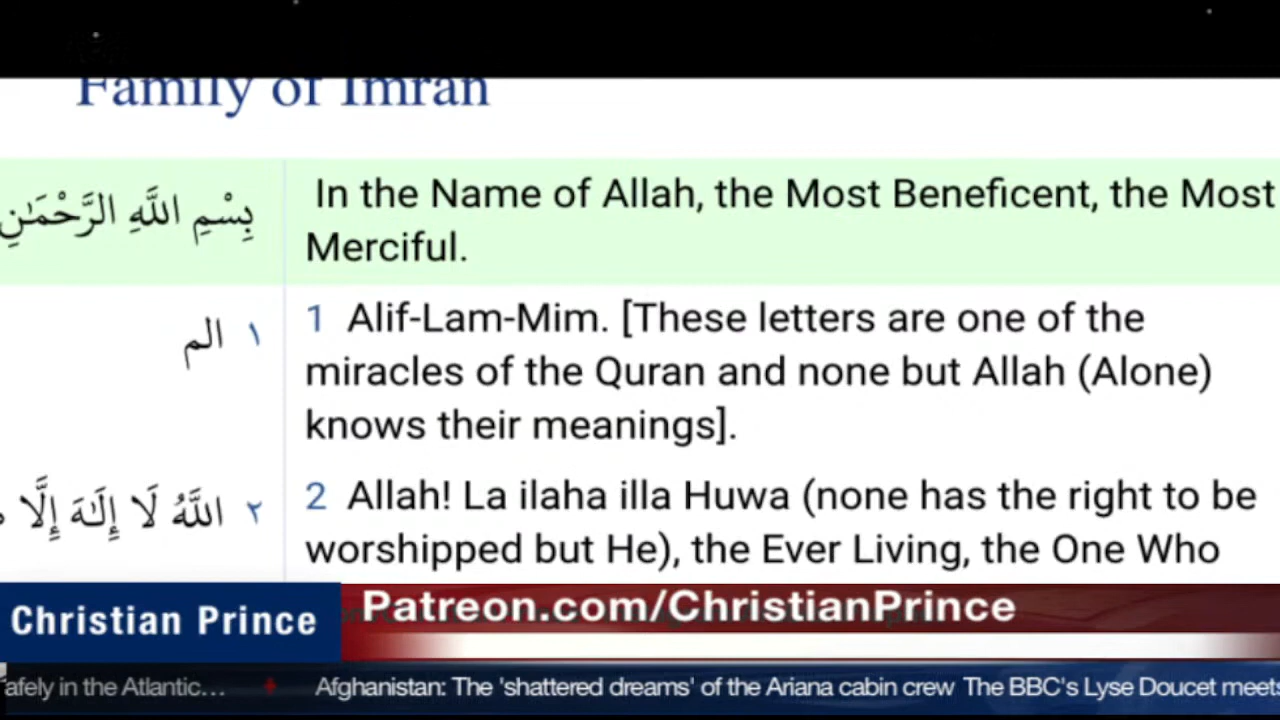 Family of Imran
بِسْمِ اللَّهِ الرَّحْمَٰنِ
In the Name of Allah, the Most Beneficent, the Most
Merciful.
١ الم
1 Alif-Lam-Mim. [These letters are one of the
miracles of the Quran and none but Allah (Alone)
knows their meanings].
٢ اللَّهُ لَا إِلَٰهَ إِلَّا
2 Allah! La ilaha illa Huwa (none has the right to be
worshipped but He), the Ever Living, the One Who
Christian Prince
Patreon.com/ChristianPrince
afely in the Atlantic... Afghanistan: The 'shattered dreams' of the Ariana cabin crew The BBC's Lyse Doucet meets